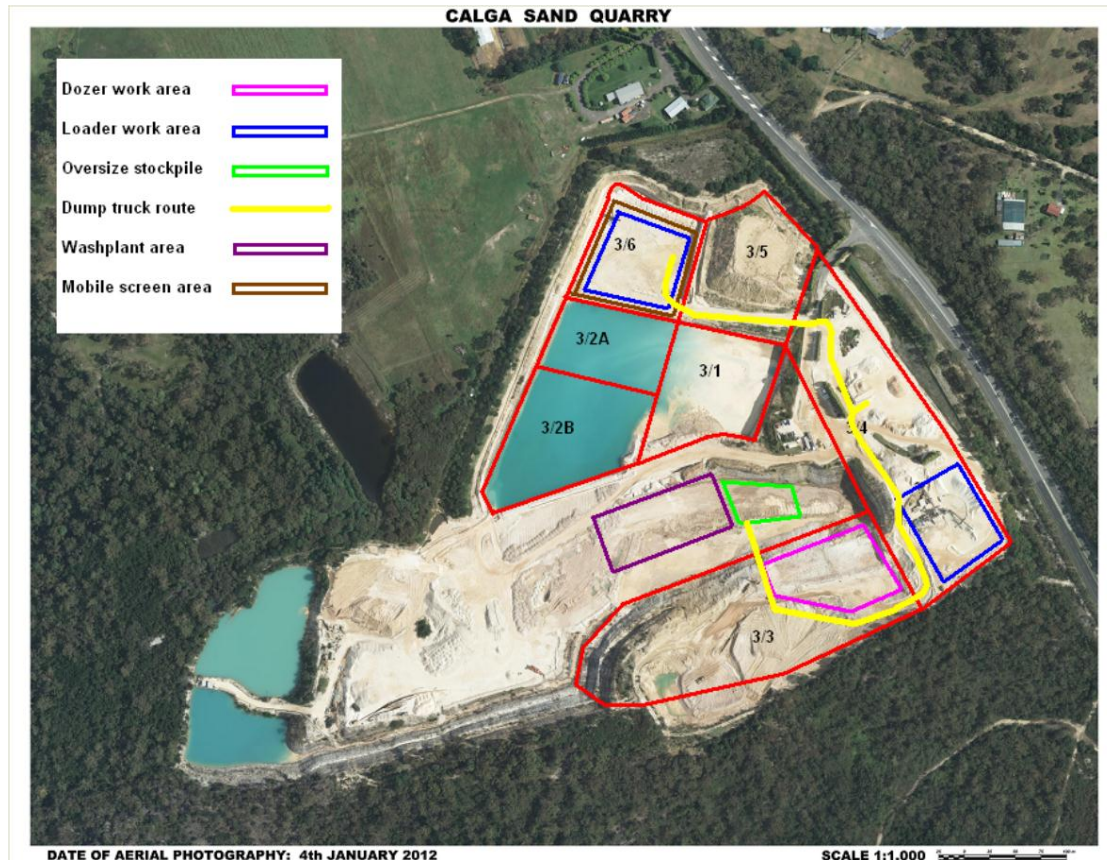 CALGA SAND QUARRY
Dozer work area
Loader work area
Oversize stockpile
Dump truck route
Washplant area
Mobile screen area
3/6
3/5
3/2A
3/1
3/2B
3/4
3/3
DATE OF AERIAL PHOTOGRAPHY: 4th JANUARY 2012
SCALE 1:1,000